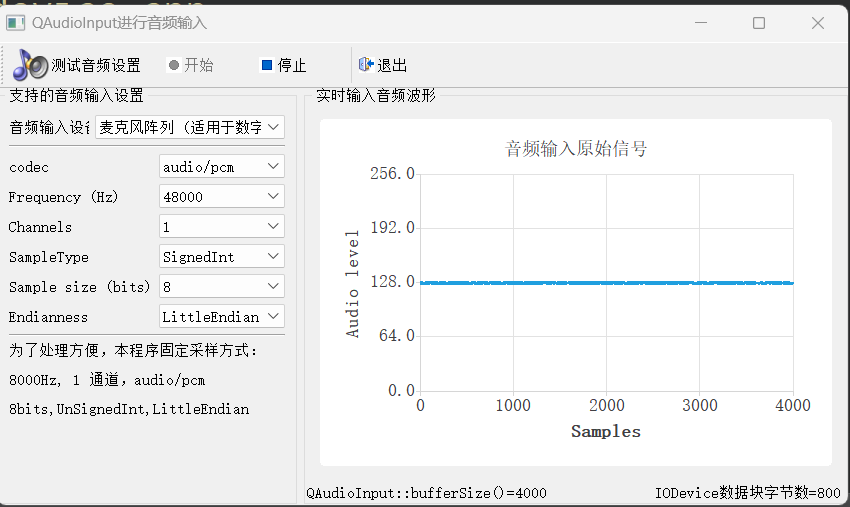 QAudioInput进行音频输入
测试音频设置 开始 停止 退出
支持的音频输入设置
音频输入设备 麦克风阵列（适用于数字
codec audio/pcm
Frequency (Hz) 48000
Channels 1
SampleType SignedInt
Sample size (bits) 8
Endianness LittleEndian
为了处理方便，本程序固定采样方式：
8000Hz, 1 通道，audio/pcm
8bits,UnSignedInt,LittleEndian
实时输入音频波形
音频输入原始信号
Audio level
256.0
192.0
128.0
64.0
0.0
0 1000 2000 3000 4000
Samples
QAudioInput::bufferSize()=4000 IODevice数据块字节数=800